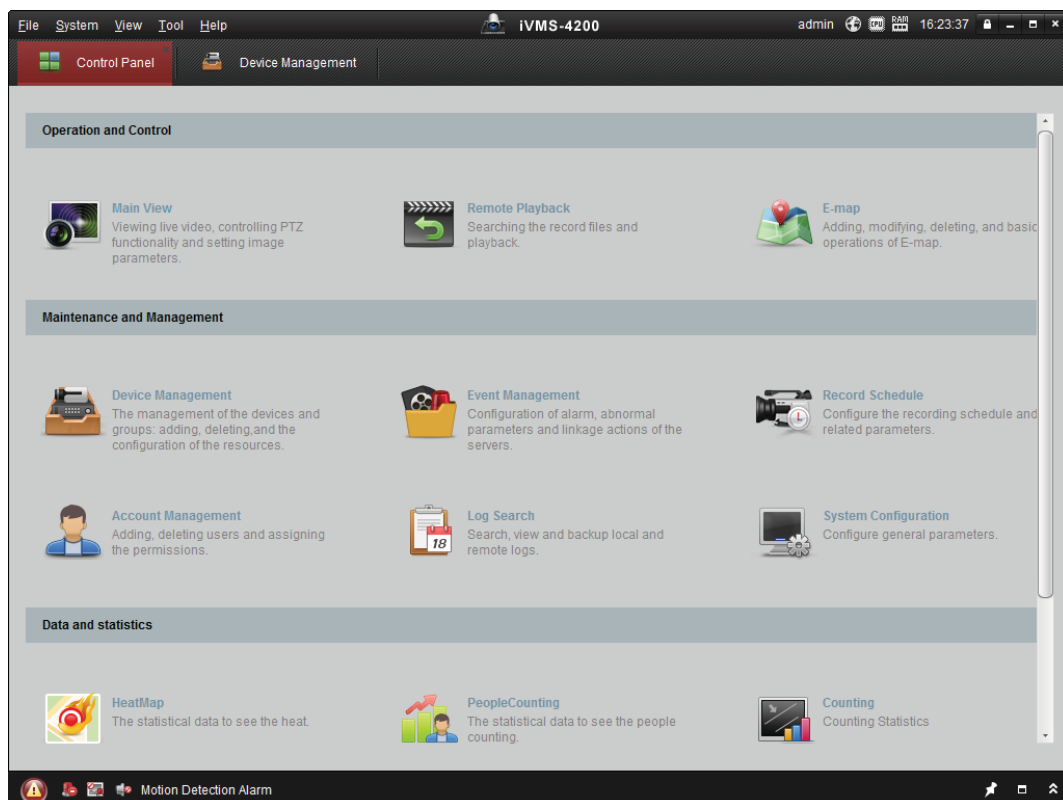 File System View Tool Help iVMS-4200 admin CPU RAM 16:23:37
Control Panel Device Management
Operation and Control
Main View
Viewing live video, controlling PTZ
functionality and setting image
parameters.
Remote Playback
Searching the record files and
playback.
E-map
Adding, modifying, deleting, and basic
operations of E-map.
Maintenance and Management
Device Management
The management of the devices and
groups: adding, deleting,and the
configuration of the resources.
Event Management
Configuration of alarm, abnormal
parameters and linkage actions of the
servers.
Record Schedule
Configure the recording schedule and
related parameters.
Account Management
Adding, deleting users and assigning
the permissions.
18
Log Search
Search, view and backup local and
remote logs.
System Configuration
Configure general parameters.
Data and statistics
HeatMap
The statistical data to see the heat.
PeopleCounting
The statistical data to see the people
counting.
Counting
Counting Statistics
Motion Detection Alarm